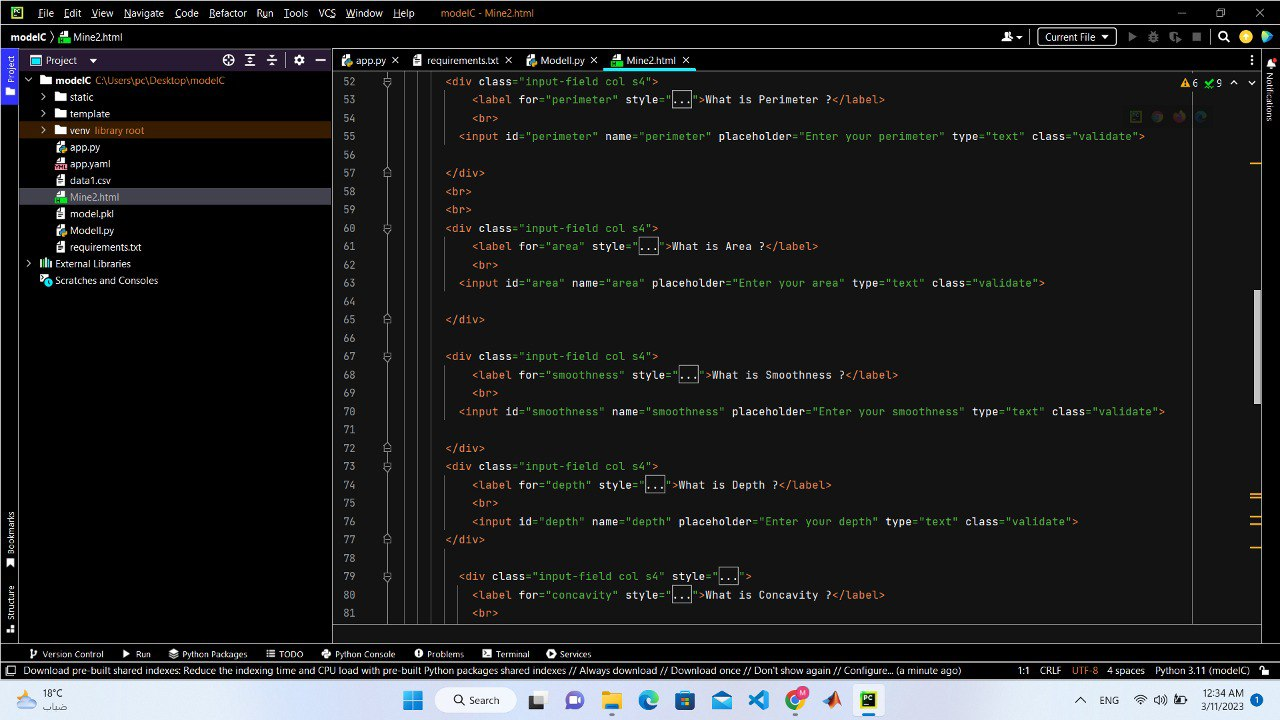 File Edit View Navigate Code Refactor Run Tools VCS Window Help modelC - Mine2.html
modelC Mine2.html Current File
Project app.py requirements.txt Modell.py Mine2.html
Project
modelC C:\Users\pc\Desktop\modelC
static
template
venv library root
app.py
app.yaml
data1.csv
Mine2.html
model.pkl
Modell.py
requirements.txt
External Libraries
Scratches and Consoles
Bookmarks
Structure
6 9
Notifications
52 <div class="input-field col s4">
53 <label for="perimeter" style="...">What is Perimeter ?</label>
54 <br>
55 <input id="perimeter" name="perimeter" placeholder="Enter your perimeter" type="text" class="validate">
56
57 </div>
58 <br>
59 <br>
60 <div class="input-field col s4">
61 <label for="area" style="...">What is Area ?</label>
62 <br>
63 <input id="area" name="area" placeholder="Enter your area" type="text" class="validate">
64
65 </div>
66
67 <div class="input-field col s4">
68 <label for="smoothness" style="...">What is Smoothness ?</label>
69 <br>
70 <input id="smoothness" name="smoothness" placeholder="Enter your smoothness" type="text" class="validate">
71
72 </div>
73 <div class="input-field col s4">
74 <label for="depth" style="...">What is Depth ?</label>
75 <br>
76 <input id="depth" name="depth" placeholder="Enter your depth" type="text" class="validate">
77 </div>
78
79 <div class="input-field col s4" style="...">
80 <label for="concavity" style="...">What is Concavity ?</label>
81 <br>
Version Control Run Python Packages TODO Python Console Problems Terminal Services
Download pre-built shared indexes: Reduce the indexing time and CPU load with pre-built Python packages shared indexes // Always download // Download once // Don't show again // Configure... (a minute ago) 1:1 CRLF UTF-8 4 spaces Python 3.11 (modelC)
18°C
ضباب
Search
ENG
12:34 AM
3/11/2023
1